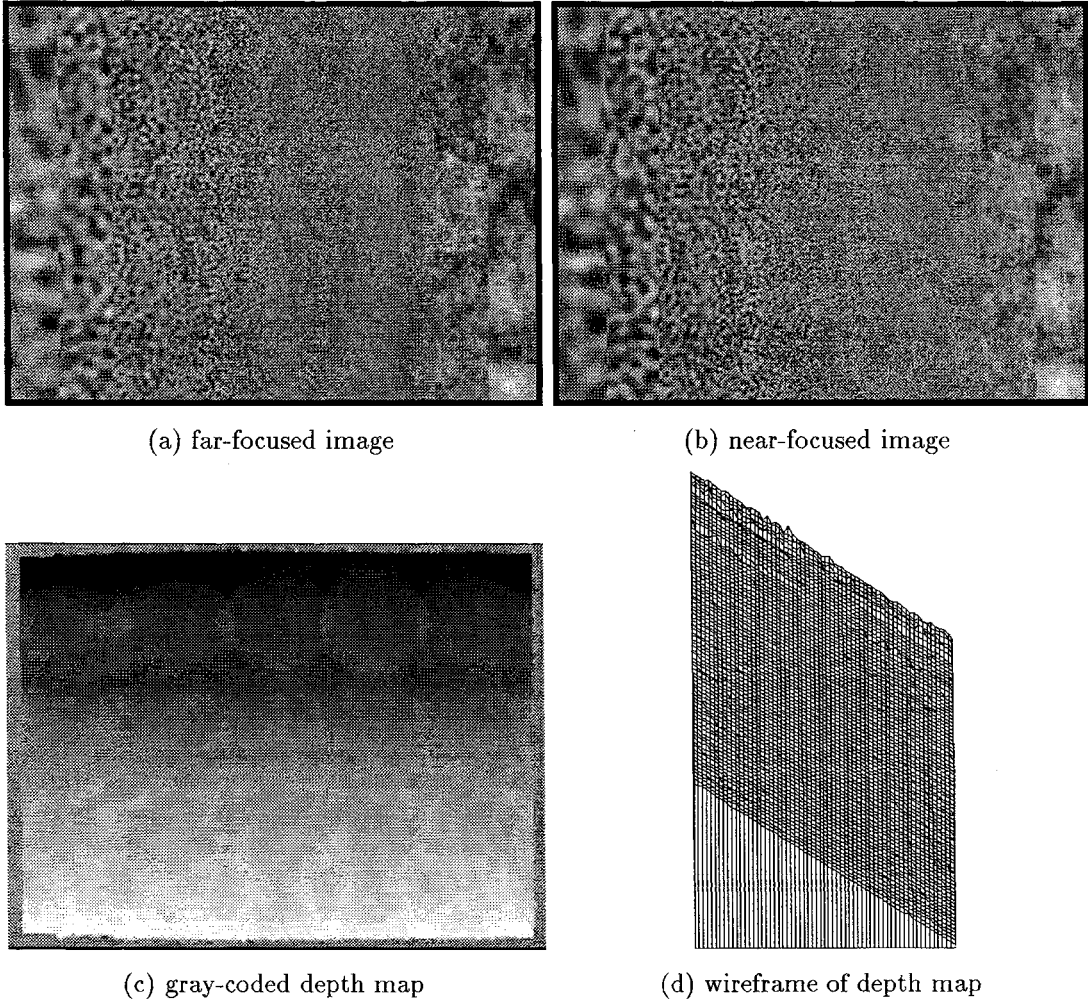 (a) far-focused image
(b) near-focused image
(c) gray-coded depth map
(d) wireframe of depth map